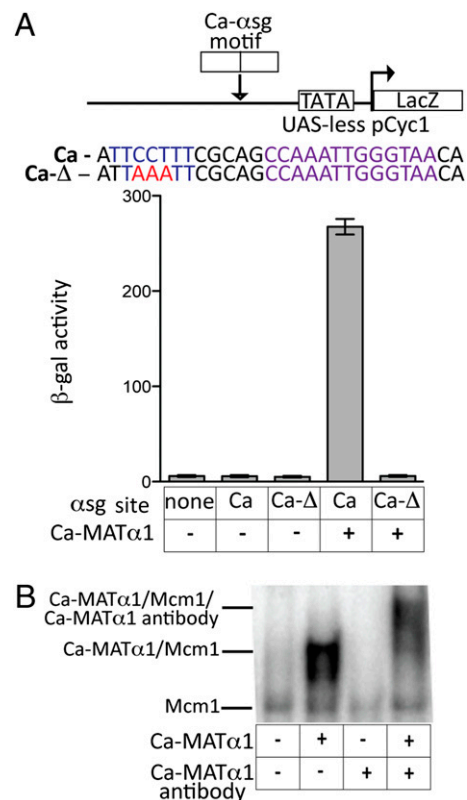 A
Ca-αsg
motif
TATA
LacZ
UAS-less pCyc1
Ca - ATTCCTTTCGCAGCCAAATTGGGTAACA
Ca-Δ – ATTAAATTCGCAGCCAAATTGGGTAACA
300
200
100
0
β-gal activity
αsg site none Ca Ca-Δ Ca Ca-Δ
Ca-MATα1 - - - + +
B
Ca-MATα1/Mcm1/
Ca-MATα1 antibody
Ca-MATα1/Mcm1
Mcm1
Ca-MATα1 - + - +
Ca-MATα1 antibody - - + +